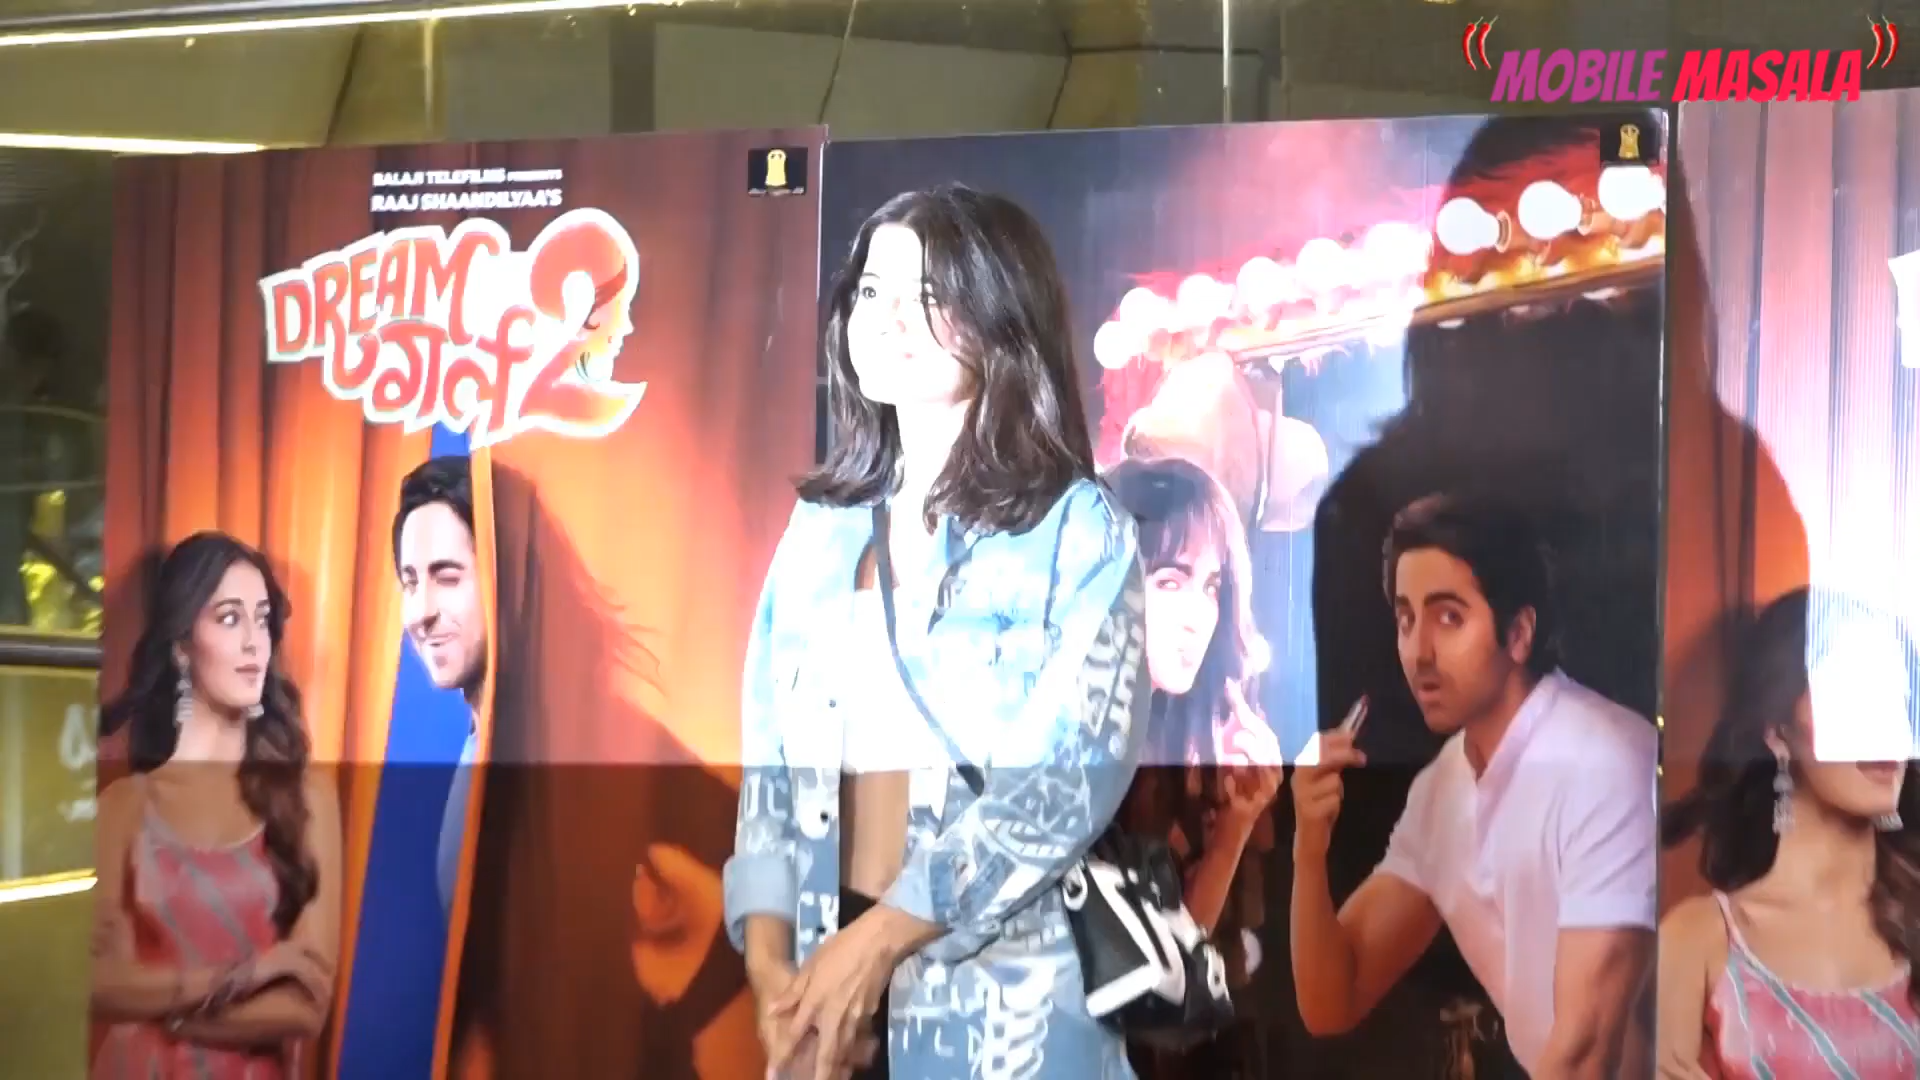 MOBILE MASALA
BALAJI TELEFILMS PRESENTS
RAAJ SHAANDILYAA'S
DREAM
गर्ल 2